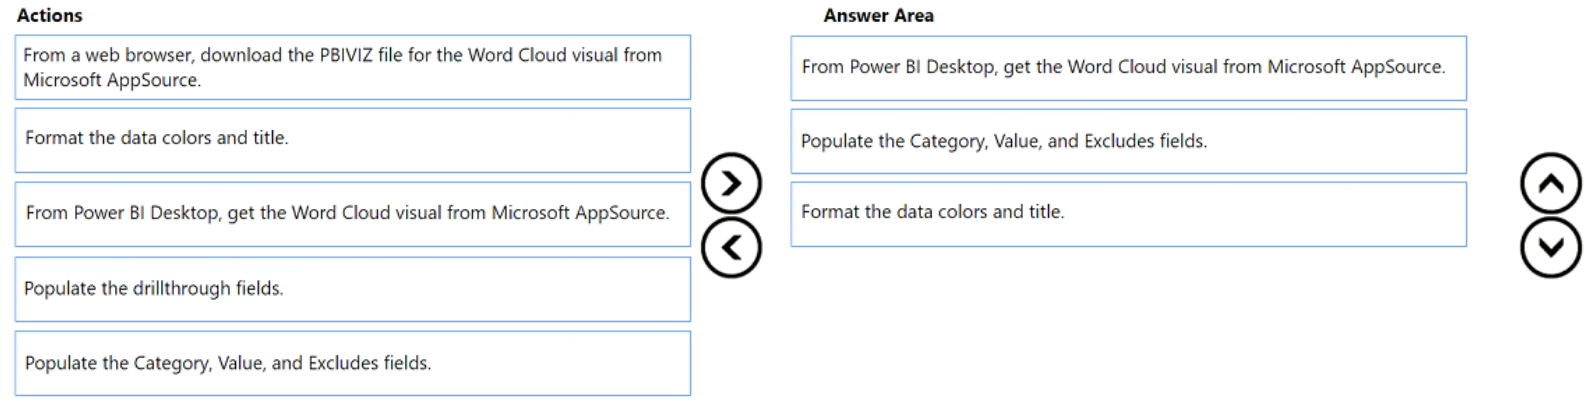 Actions
From a web browser, download the PBIVIZ file for the Word Cloud visual from
Microsoft AppSource.
Format the data colors and title.
From Power BI Desktop, get the Word Cloud visual from Microsoft AppSource.
Populate the drillthrough fields.
Populate the Category, Value, and Excludes fields.
Answer Area
From Power BI Desktop, get the Word Cloud visual from Microsoft AppSource.
Populate the Category, Value, and Excludes fields.
Format the data colors and title.